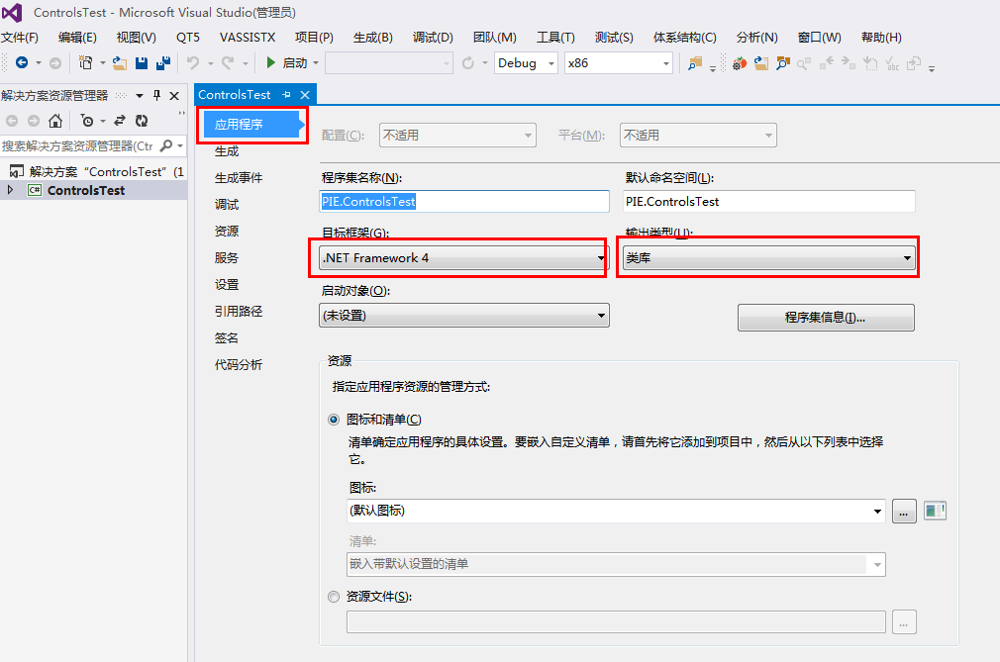 ControlsTest - Microsoft Visual Studio(管理员)
文件(F) 编辑(E) 视图(V) QT5 VASSISTX 项目(P) 生成(B) 调试(D) 团队(M) 工具(T) 测试(S) 体系结构(C) 分析(N) 窗口(W) 帮助(H)
启动 Debug x86
解决方案资源管理器
ControlsTest
搜索解决方案资源管理器(Ctr
解决方案 “ControlsTest” (1
C# ControlsTest
应用程序
生成
生成事件
调试
资源
服务
设置
引用路径
签名
代码分析
配置(C): 不适用 平台(M): 不适用
程序集名称(N): 默认命名空间(L):
PIE.ControlsTest PIE.ControlsTest
目标框架(G): 输出类型(U):
.NET Framework 4 类库
启动对象(O):
(未设置) 程序集信息(I)...
资源
指定应用程序资源的管理方式:
图标和清单(C)
清单确定应用程序的具体设置。要嵌入自定义清单，请首先将它添加到项目中，然后从以下列表中选择
它。
图标:
(默认图标) ...
清单:
嵌入带默认设置的清单
资源文件(S):
...